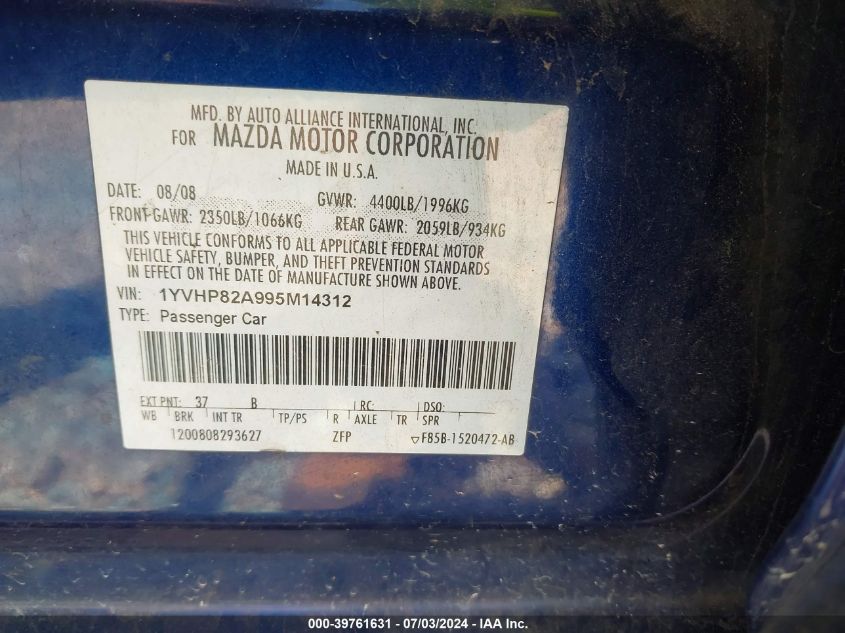 MFD. BY AUTO ALLIANCE INTERNATIONAL, INC.
FOR MAZDA MOTOR CORPORATION
MADE IN U.S.A.
DATE: 08/08 GVWR: 4400LB/1996KG
FRONT GAWR: 2350LB/1066KG REAR GAWR: 2059LB/934KG
THIS VEHICLE CONFORMS TO ALL APPLICABLE FEDERAL MOTOR
VEHICLE SAFETY, BUMPER, AND THEFT PREVENTION STANDARDS
IN EFFECT ON THE DATE OF MANUFACTURE SHOWN ABOVE.
VIN: 1YVHP82A995M14312
TYPE: Passenger Car
EXT PNT: 37 B RC: DSO:
WB BRK INT TR TP/PS R AXLE TR SPR
1200808293627 ZFP F85B-1520472-AB
000-39761631 - 07/03/2024 - IAA Inc.